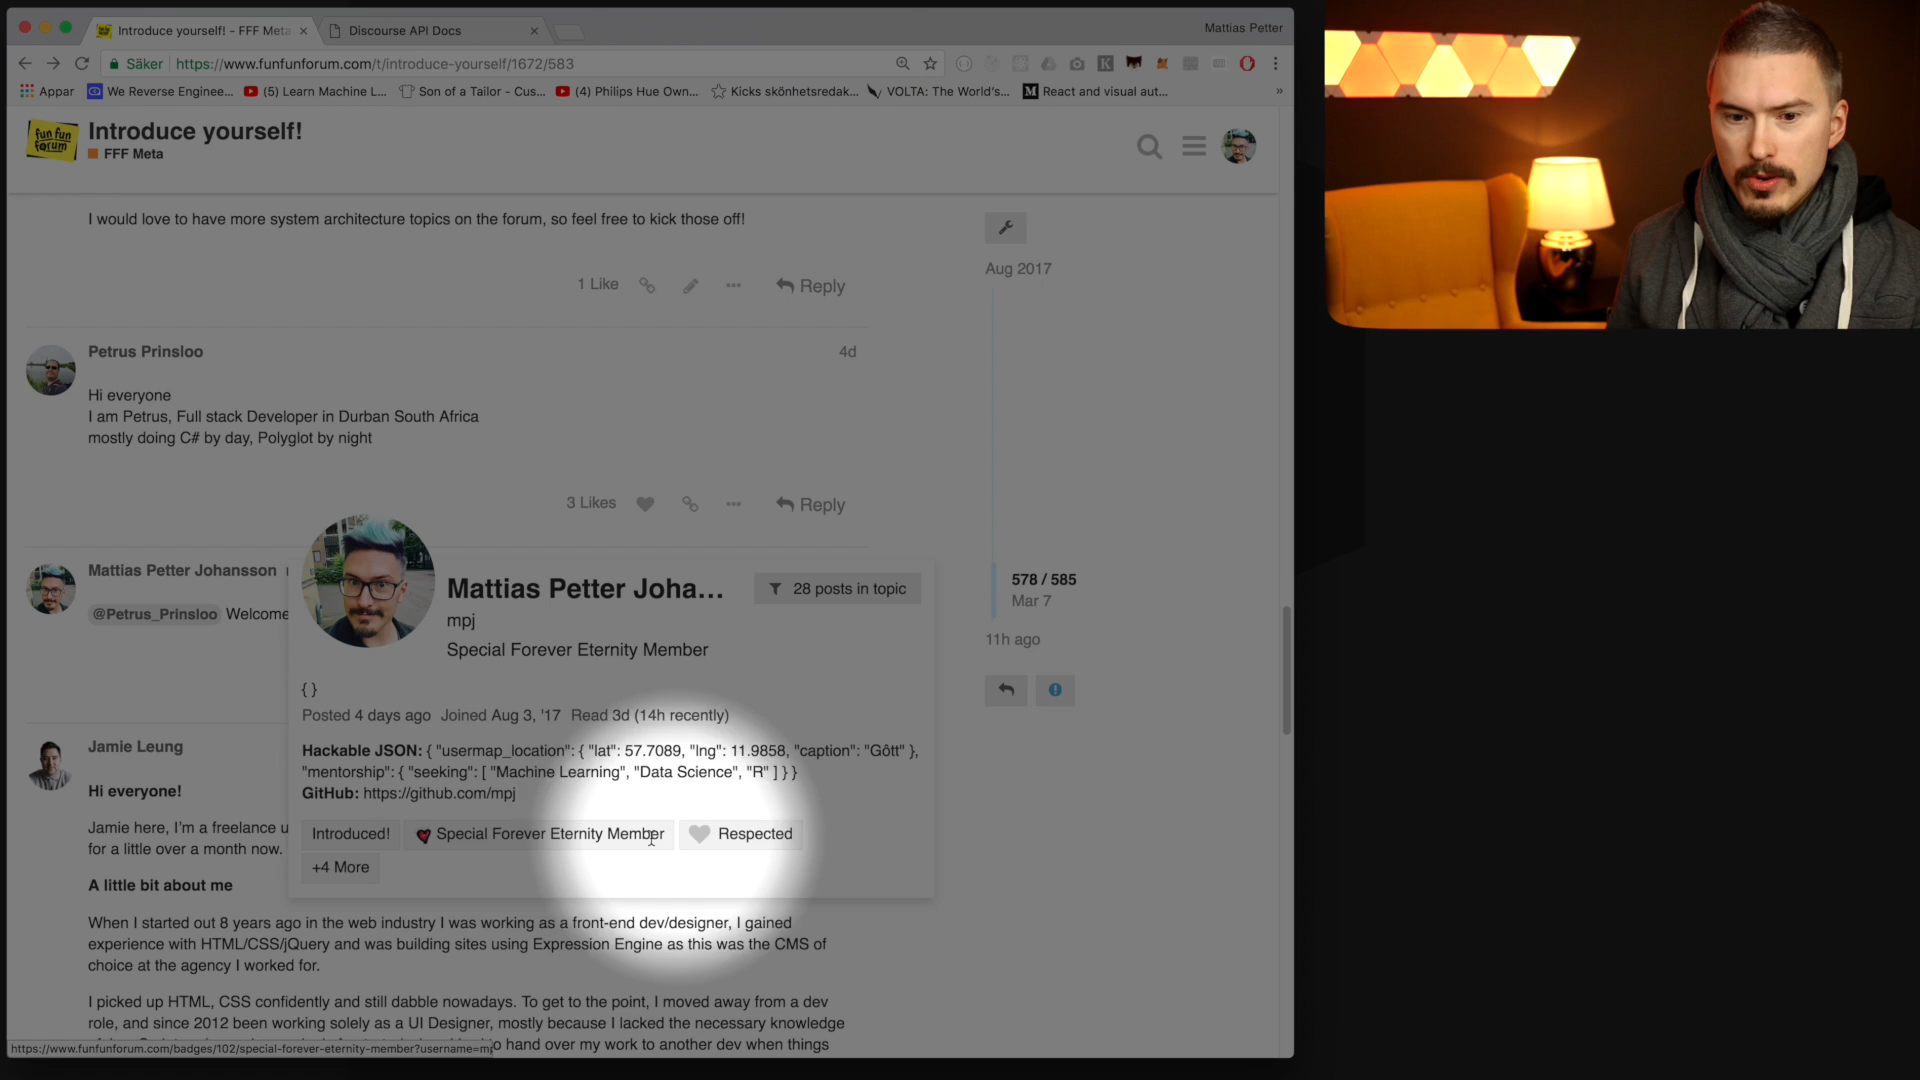 Introduce yourself! - FFF Meta
Discourse API Docs
Mattias Petter
Säker
https://www.funfunforum.com/t/introduce-yourself/1672/583
Appar
We Reverse Enginee...
(5) Learn Machine L...
Son of a Tailor - Cus...
(4) Philips Hue Own...
Kicks skönhetsredak...
VOLTA: The World's...
React and visual aut...
»
fun fun
forum
Introduce yourself!
FFF Meta
I would love to have more system architecture topics on the forum, so feel free to kick those off!
1 Like
Reply
Aug 2017
Petrus Prinsloo
4d
Hi everyone
I am Petrus, Full stack Developer in Durban South Africa
mostly doing C# by day, Polyglot by night
3 Likes
Reply
Mattias Petter Johansson
@Petrus_Prinsloo Welcome
Mattias Petter Joha...
28 posts in topic
mpj
Special Forever Eternity Member
{ }
Posted 4 days ago Joined Aug 3, '17 Read 3d (14h recently)
Hackable JSON: { "usermap_location": { "lat": 57.7089, "lng": 11.9858, "caption": "Gôtt" },
"mentorship": { "seeking": [ "Machine Learning", "Data Science", "R" ] } }
GitHub: https://github.com/mpj
Introduced!
Special Forever Eternity Member
Respected
+4 More
578 / 585
Mar 7
11h ago
Jamie Leung
Hi everyone!
Jamie here, I'm a freelance u
for a little over a month now.
A little bit about me
When I started out 8 years ago in the web industry I was working as a front-end dev/designer, I gained
experience with HTML/CSS/jQuery and was building sites using Expression Engine as this was the CMS of
choice at the agency I worked for.
I picked up HTML, CSS confidently and still dabble nowadays. To get to the point, I moved away from a dev
role, and since 2012 been working solely as a UI Designer, mostly because I lacked the necessary knowledge
to hand over my work to another dev when things
https://www.funfunforum.com/badges/102/special-forever-eternity-member?username=mp